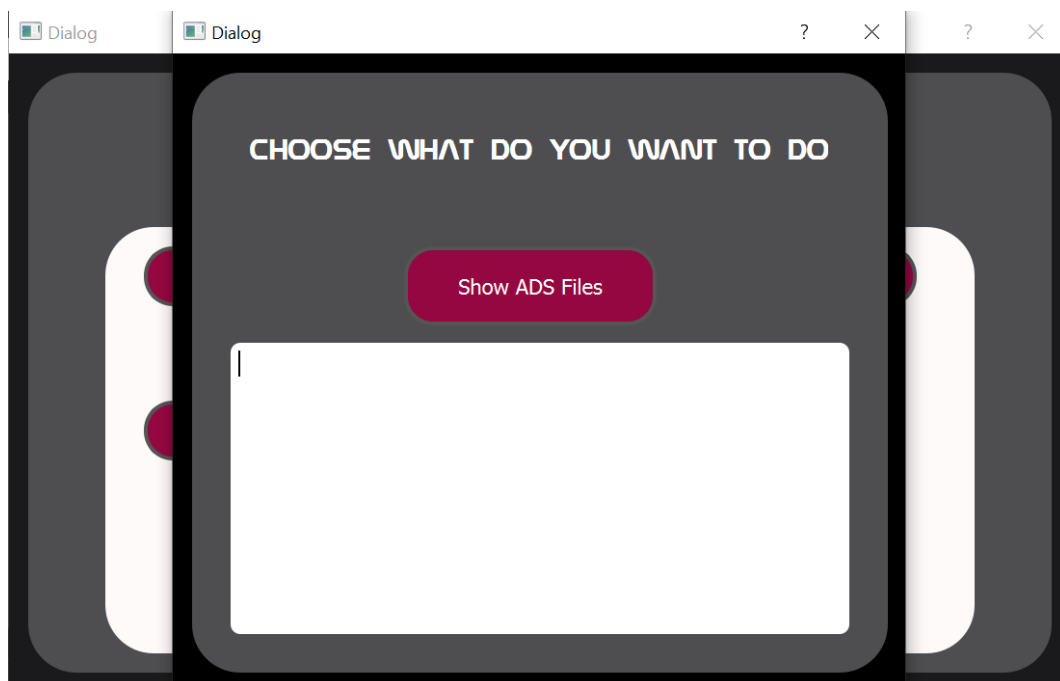 Dialog
Dialog
?
?
CHOOSE WHAT DO YOU WANT TO DO
Show ADS Files